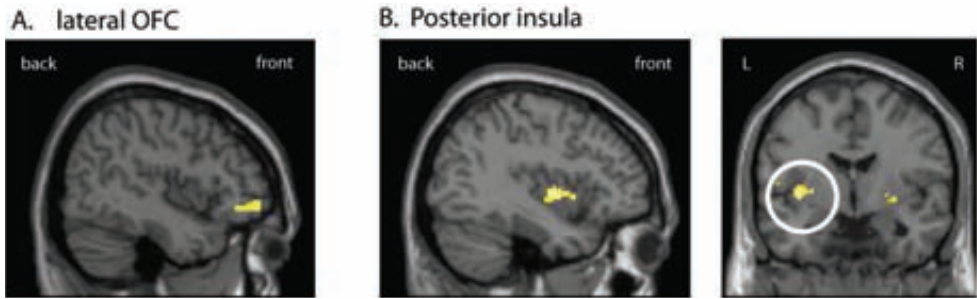 A. lateral OFC
B. Posterior insula
back front
back front
L R